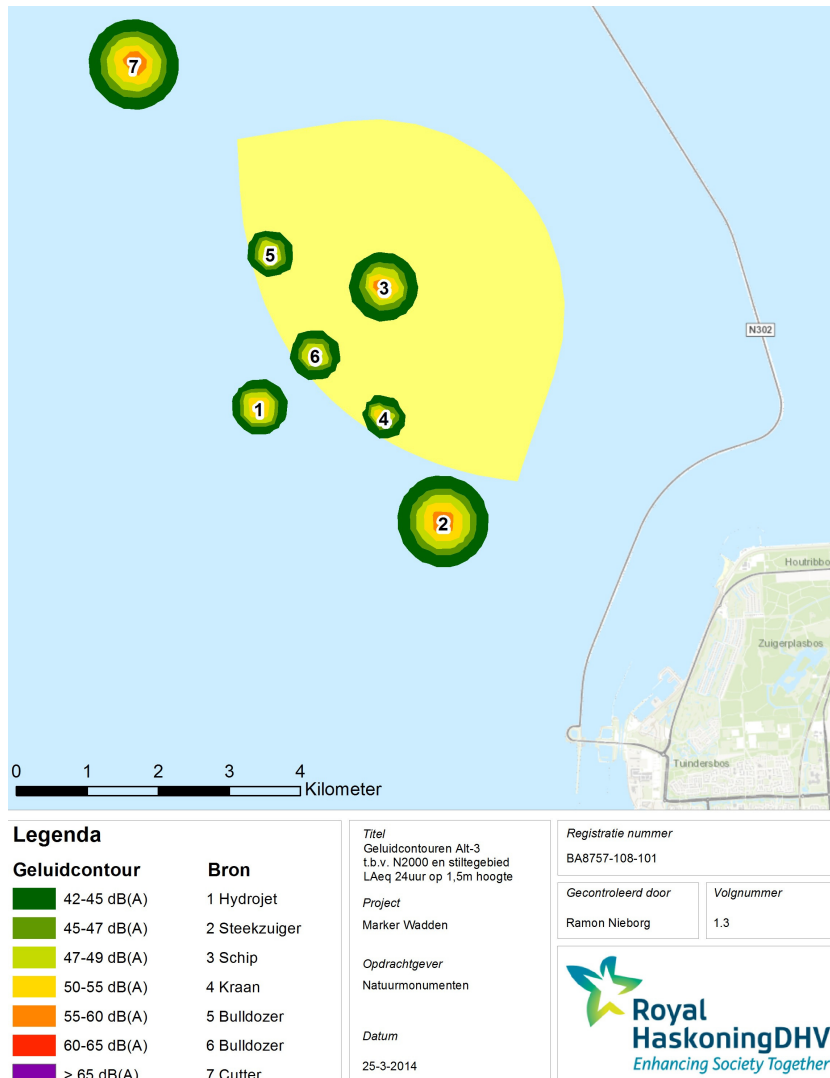 7
5
3
N302
6
1
4
2
Houtribbo
Zuigerplasbos
Tuindersbos
0 1 2 3 4
Kilometer
Legenda
Geluidcontour Bron
42-45 dB(A) 1 Hydrojet
45-47 dB(A) 2 Steekzuiger
47-49 dB(A) 3 Schip
50-55 dB(A) 4 Kraan
55-60 dB(A) 5 Bulldozer
60-65 dB(A) 6 Bulldozer
> 65 dB(A) 7 Cutter
Titel
Geluidcontouren Alt-3
t.b.v. N2000 en stiltegebied
LAeq 24uur op 1,5m hoogte
Project
Marker Wadden
Opdrachtgever
Natuurmonumenten
Datum
25-3-2014
Registratie nummer
BA8757-108-101
Gecontroleerd door
Ramon Nieborg
Volgnummer
1.3
Royal
HaskoningDHV
Enhancing Society Together